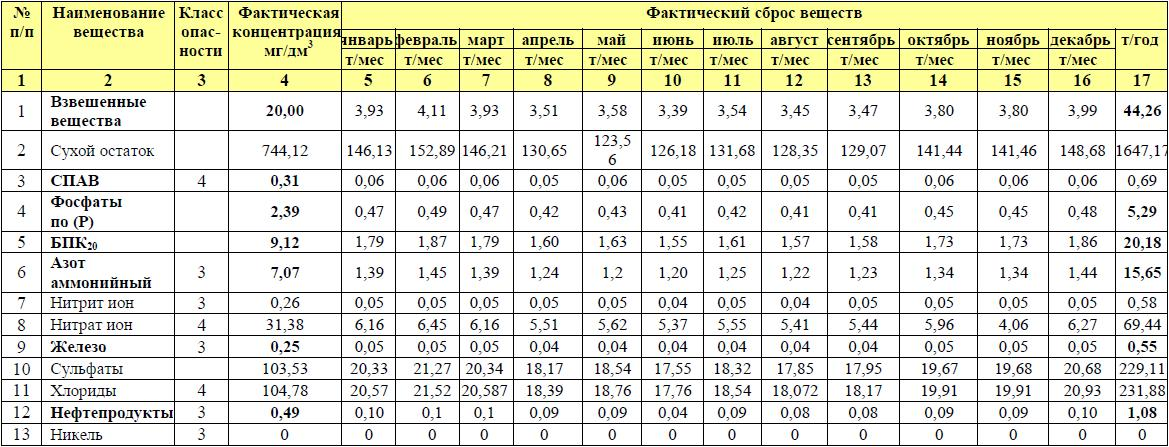 № п/п Наименование вещества Класс опас- ности Фактическая концентрация мг/дм3 Фактический сброс веществ
январь февраль март апрель май июнь июль август сентябрь октябрь ноябрь декабрь т/год
т/мес т/мес т/мес т/мес т/мес т/мес т/мес т/мес т/мес т/мес т/мес т/мес
1 2 3 4 5 6 7 8 9 10 11 12 13 14 15 16 17
1 Взвешенные вещества 20,00 3,93 4,11 3,93 3,51 3,58 3,39 3,54 3,45 3,47 3,80 3,80 3,99 44,26
2 Сухой остаток 744,12 146,13 152,89 146,21 130,65 123,56 126,18 131,68 128,35 129,07 141,44 141,46 148,68 1647,17
3 СПАВ 4 0,31 0,06 0,06 0,06 0,05 0,06 0,05 0,05 0,05 0,05 0,06 0,06 0,06 0,69
4 Фосфаты по (Р) 2,39 0,47 0,49 0,47 0,42 0,43 0,41 0,42 0,41 0,41 0,45 0,45 0,48 5,29
5 БПК20 9,12 1,79 1,87 1,79 1,60 1,63 1,55 1,61 1,57 1,58 1,73 1,73 1,86 20,18
6 Азот аммонийный 3 7,07 1,39 1,45 1,39 1,24 1,2 1,20 1,25 1,22 1,23 1,34 1,34 1,44 15,65
7 Нитрит ион 3 0,26 0,05 0,05 0,05 0,05 0,05 0,04 0,05 0,04 0,05 0,05 0,05 0,05 0,58
8 Нитрат ион 4 31,38 6,16 6,45 6,16 5,51 5,62 5,37 5,55 5,41 5,44 5,96 4,06 6,27 69,44
9 Железо 3 0,25 0,05 0,05 0,05 0,04 0,04 0,04 0,04 0,04 0,04 0,05 0,05 0,05 0,55
10 Сульфаты 103,53 20,33 21,27 20,34 18,17 18,54 17,55 18,32 17,85 17,95 19,67 19,68 20,68 229,11
11 Хлориды 4 104,78 20,57 21,52 20,587 18,39 18,76 17,76 18,54 18,072 18,17 19,91 19,91 20,93 231,88
12 Нефтепродукты 3 0,49 0,10 0,1 0,1 0,09 0,09 0,04 0,09 0,08 0,08 0,09 0,09 0,10 1,08
13 Никель 3 0 0 0 0 0 0 0 0 0 0 0 0 0 0